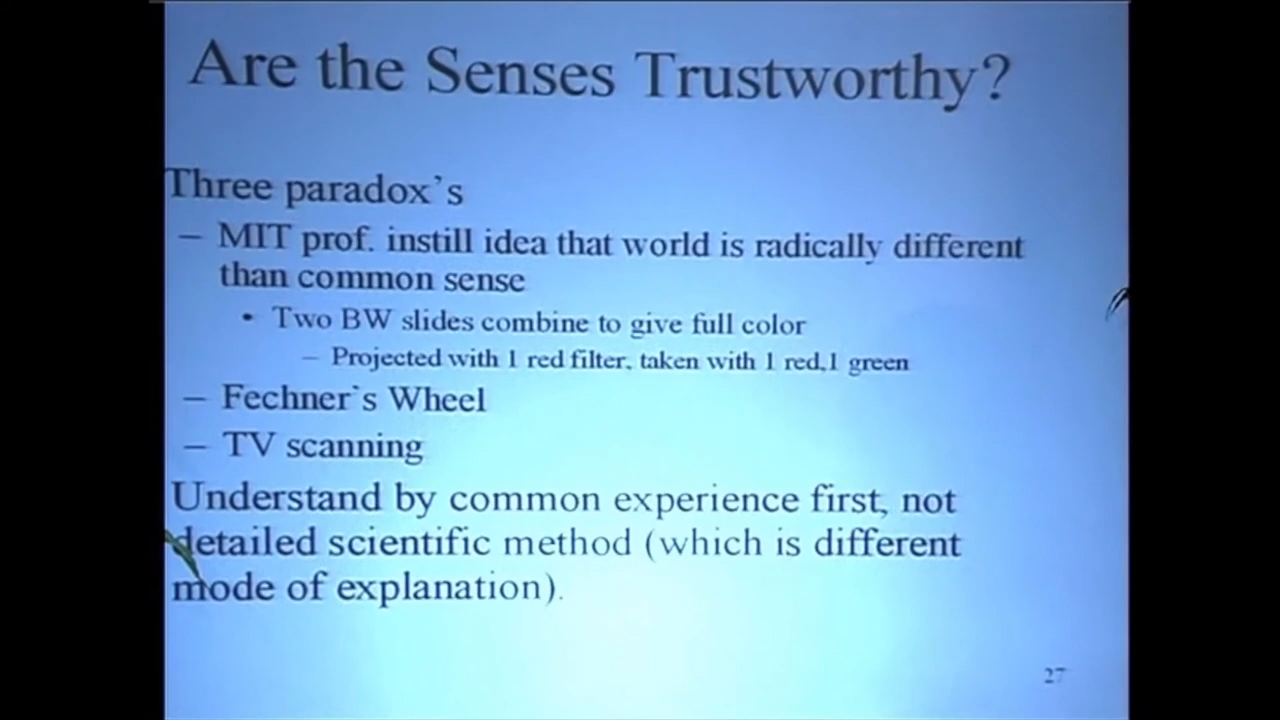 Are the Senses Trustworthy?
Three paradox's
– MIT prof. instill idea that world is radically different
than common sense
• Two BW slides combine to give full color
– Projected with 1 red filter, taken with 1 red,1 green
– Fechner's Wheel
– TV scanning
Understand by common experience first, not
detailed scientific method (which is different
mode of explanation).
27